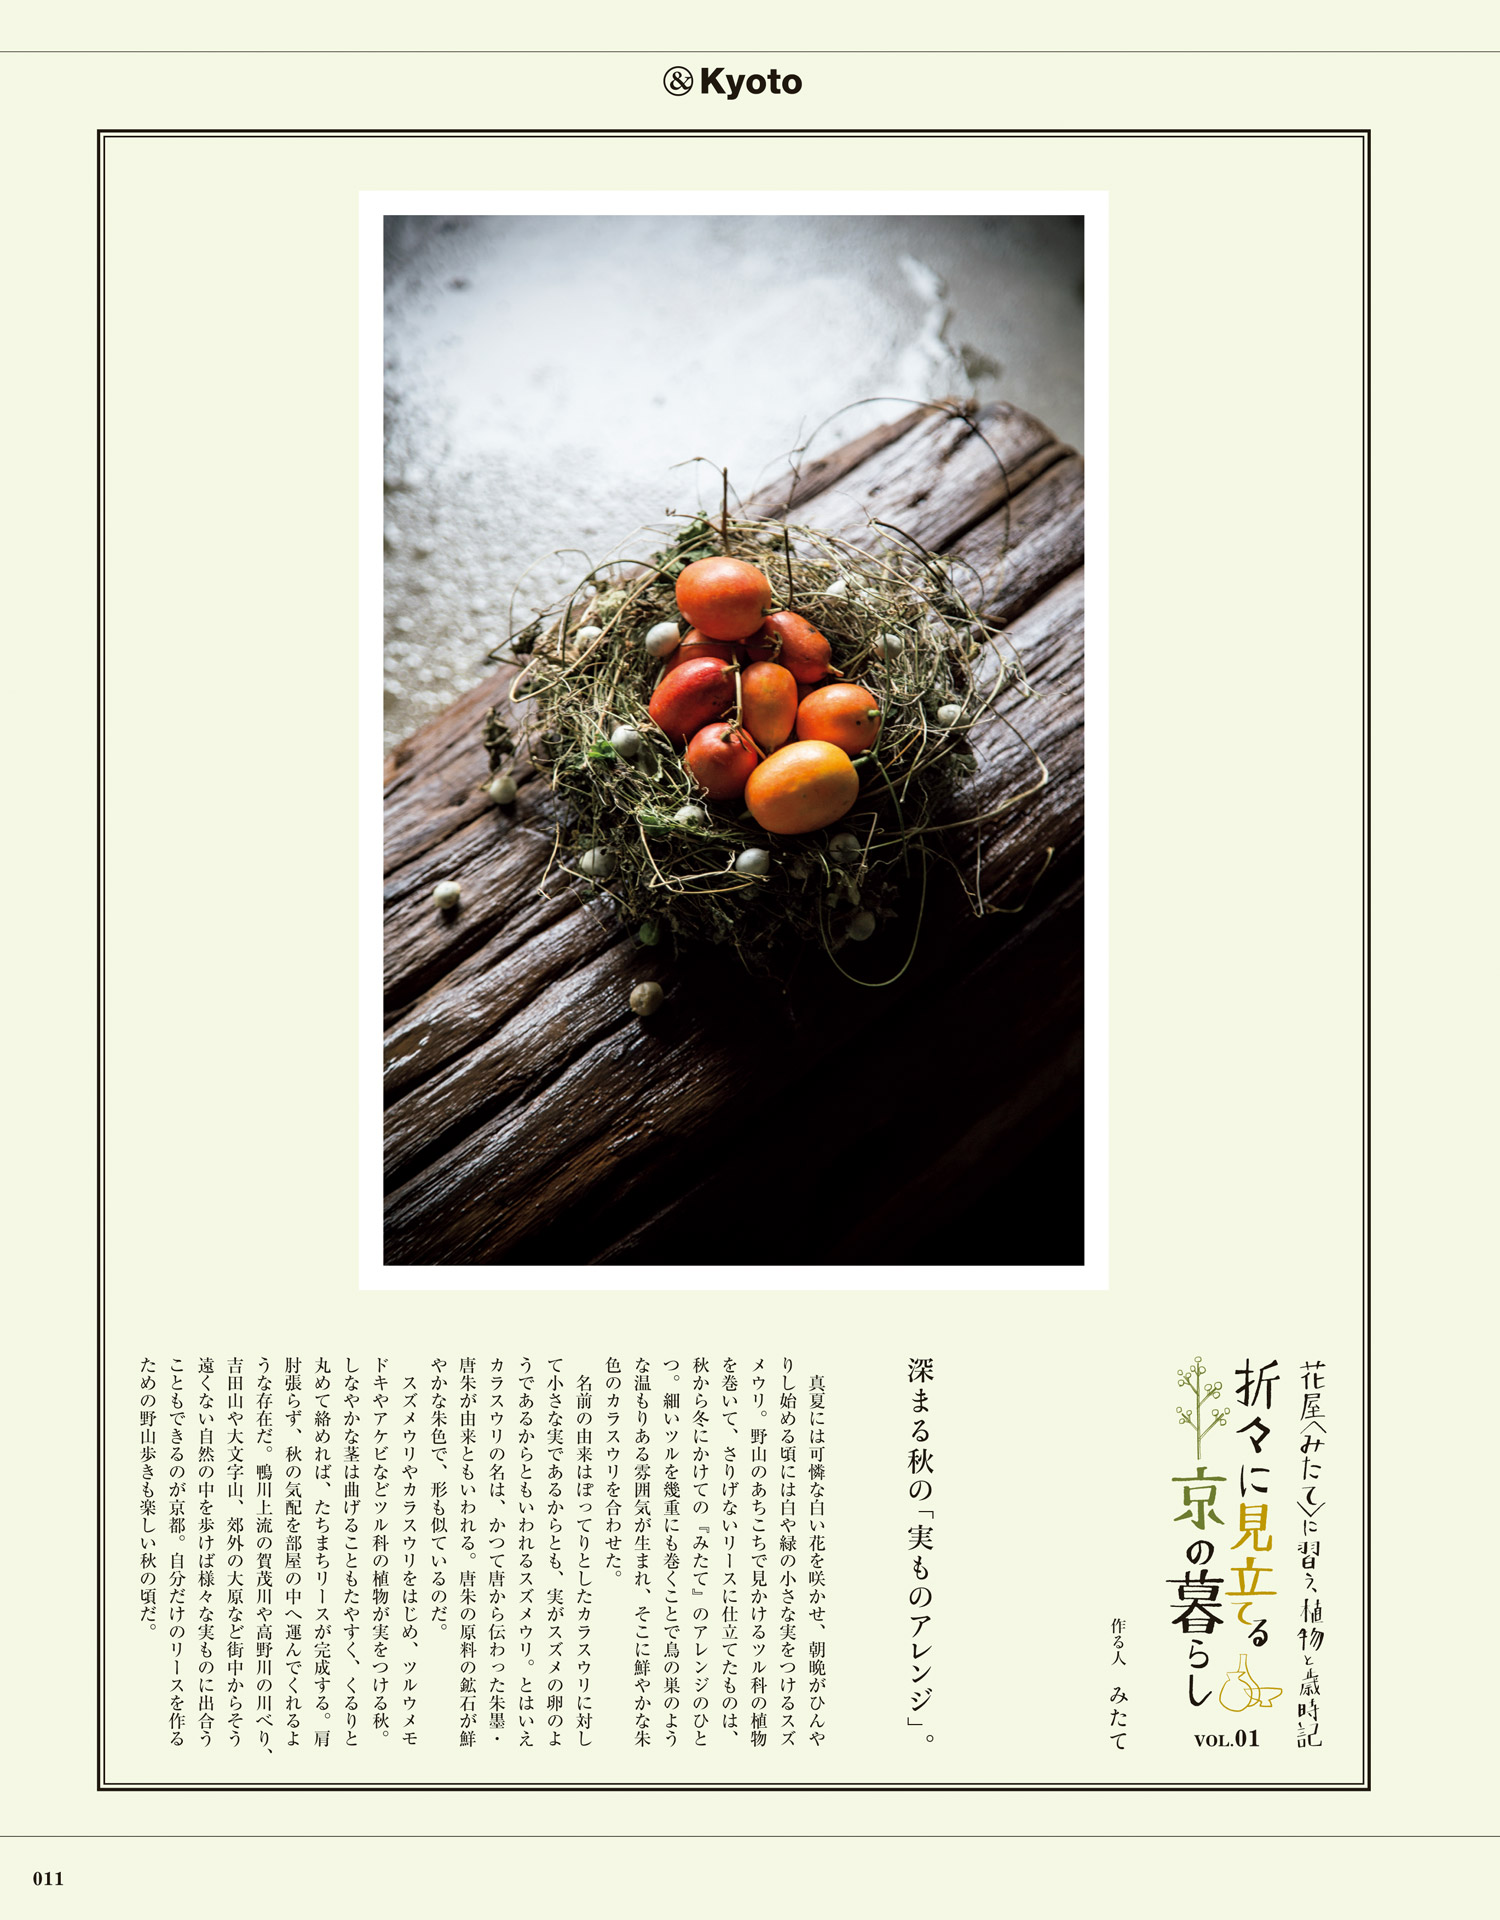 &Kyoto
花屋〈みたて〉に習う、植物と歳時記
折々に見立てる
京の暮らし
VOL.01
作る人　みたて
深まる秋の「実ものアレンジ」。
　真夏には可憐な白い花を咲かせ、朝晩がひんや
りし始める頃には白や緑の小さな実をつけるスズ
メウリ。野山のあちこちで見かけるツル科の植物
を巻いて、さりげないリースに仕立てたものは、
秋から冬にかけての『みたて』のアレンジのひと
つ。細いツルを幾重にも巻くことで鳥の巣のよう
な温もりある雰囲気が生まれ、そこに鮮やかな朱
色のカラスウリを合わせた。
　名前の由来はぽってりとしたカラスウリに対し
て小さな実であるからとも、実がスズメの卵のよ
うであるからともいわれるスズメウリ。とはいえ
カラスウリの名は、かつて唐から伝わった朱墨・
唐朱が由来ともいわれる。唐朱の原料の鉱石が鮮
やかな朱色で、形も似ているのだ。
　スズメウリやカラスウリをはじめ、ツルウメモ
ドキやアケビなどツル科の植物が実をつける秋。
しなやかな茎は曲げることもたやすく、くるりと
丸めて絡めれば、たちまちリースが完成する。肩
肘張らず、秋の気配を部屋の中へ運んでくれるよ
うな存在だ。鴨川上流の賀茂川や高野川の川べり、
吉田山や大文字山、郊外の大原など街中からそう
遠くない自然の中を歩けば様々な実ものに出合う
こともできるのが京都。自分だけのリースを作る
ための野山歩きも楽しい秋の頃だ。
011